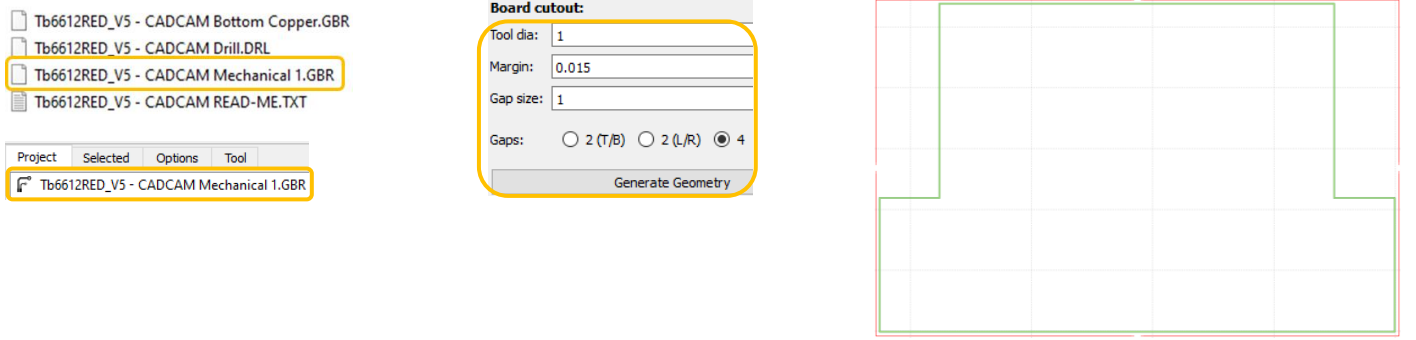 Tb6612RED_V5 - CADCAM Bottom Copper.GBR
Tb6612RED_V5 - CADCAM Drill.DRL
Tb6612RED_V5 - CADCAM Mechanical 1.GBR
Tb6612RED_V5 - CADCAM READ-ME.TXT
Project Selected Options Tool
Tb6612RED_V5 - CADCAM Mechanical 1.GBR
Board cutout:
Tool dia: 1
Margin: 0.015
Gap size: 1
Gaps: 2 (T/B) 2 (L/R) 4
Generate Geometry